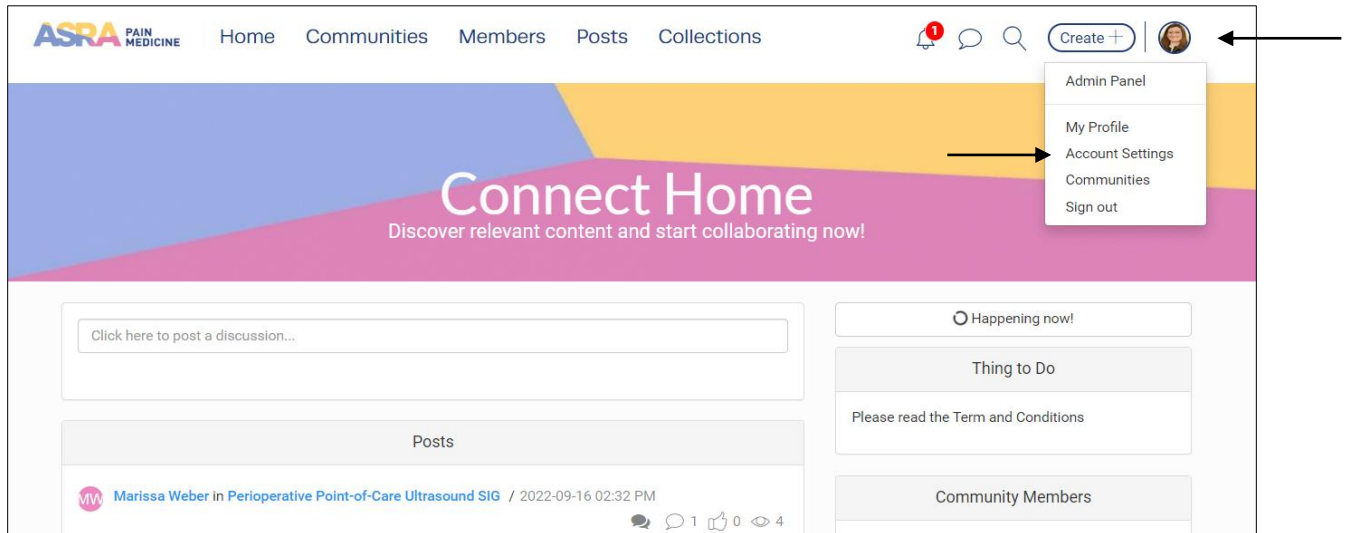 ASRA PAIN MEDICINE Home Communities Members Posts Collections 1 Create
Admin Panel
My Profile
Account Settings
Communities
Sign out
Connect Home
Discover relevant content and start collaborating now!
Click here to post a discussion...
Posts
MW Marissa Weber in Perioperative Point-of-Care Ultrasound SIG / 2022-09-16 02:32 PM
1 0 4
Happening now!
Thing to Do
Please read the Term and Conditions
Community Members